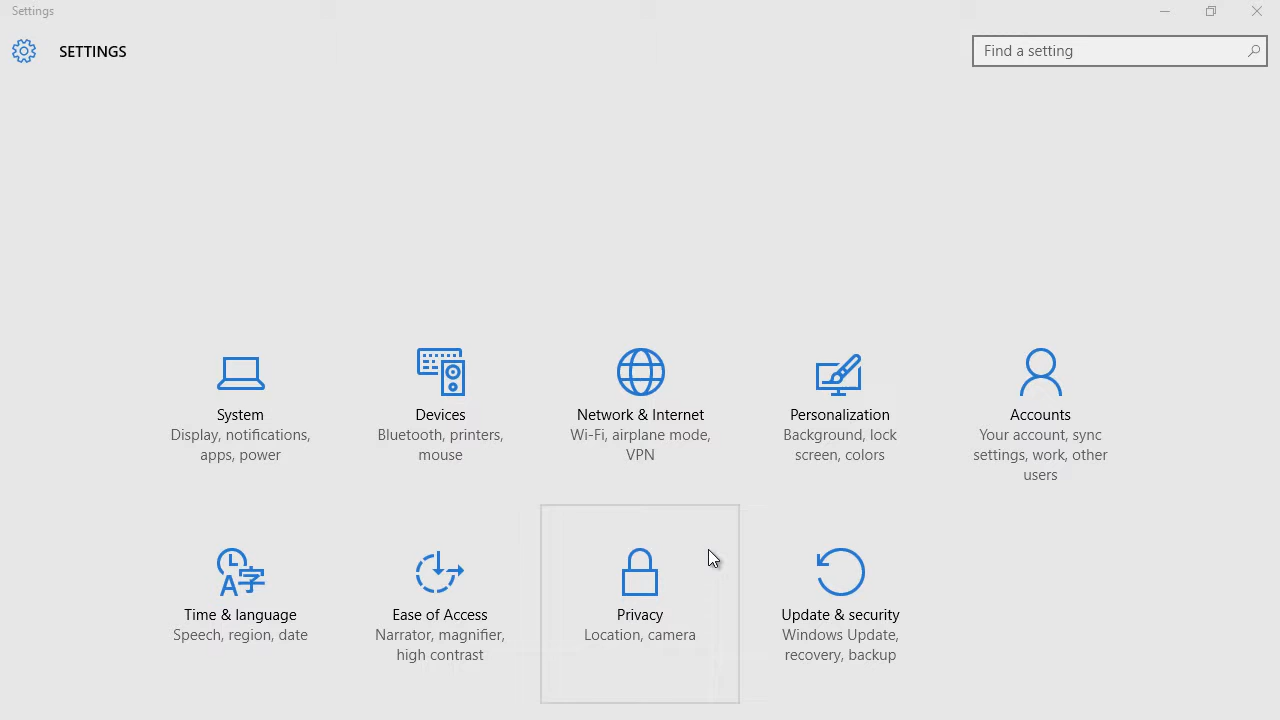 Settings
SETTINGS
Find a setting
System
Display, notifications,
apps, power
Devices
Bluetooth, printers,
mouse
Network & Internet
Wi-Fi, airplane mode,
VPN
Personalization
Background, lock
screen, colors
Accounts
Your account, sync
settings, work, other
users
Time & language
Speech, region, date
Ease of Access
Narrator, magnifier,
high contrast
Privacy
Location, camera
Update & security
Windows Update,
recovery, backup